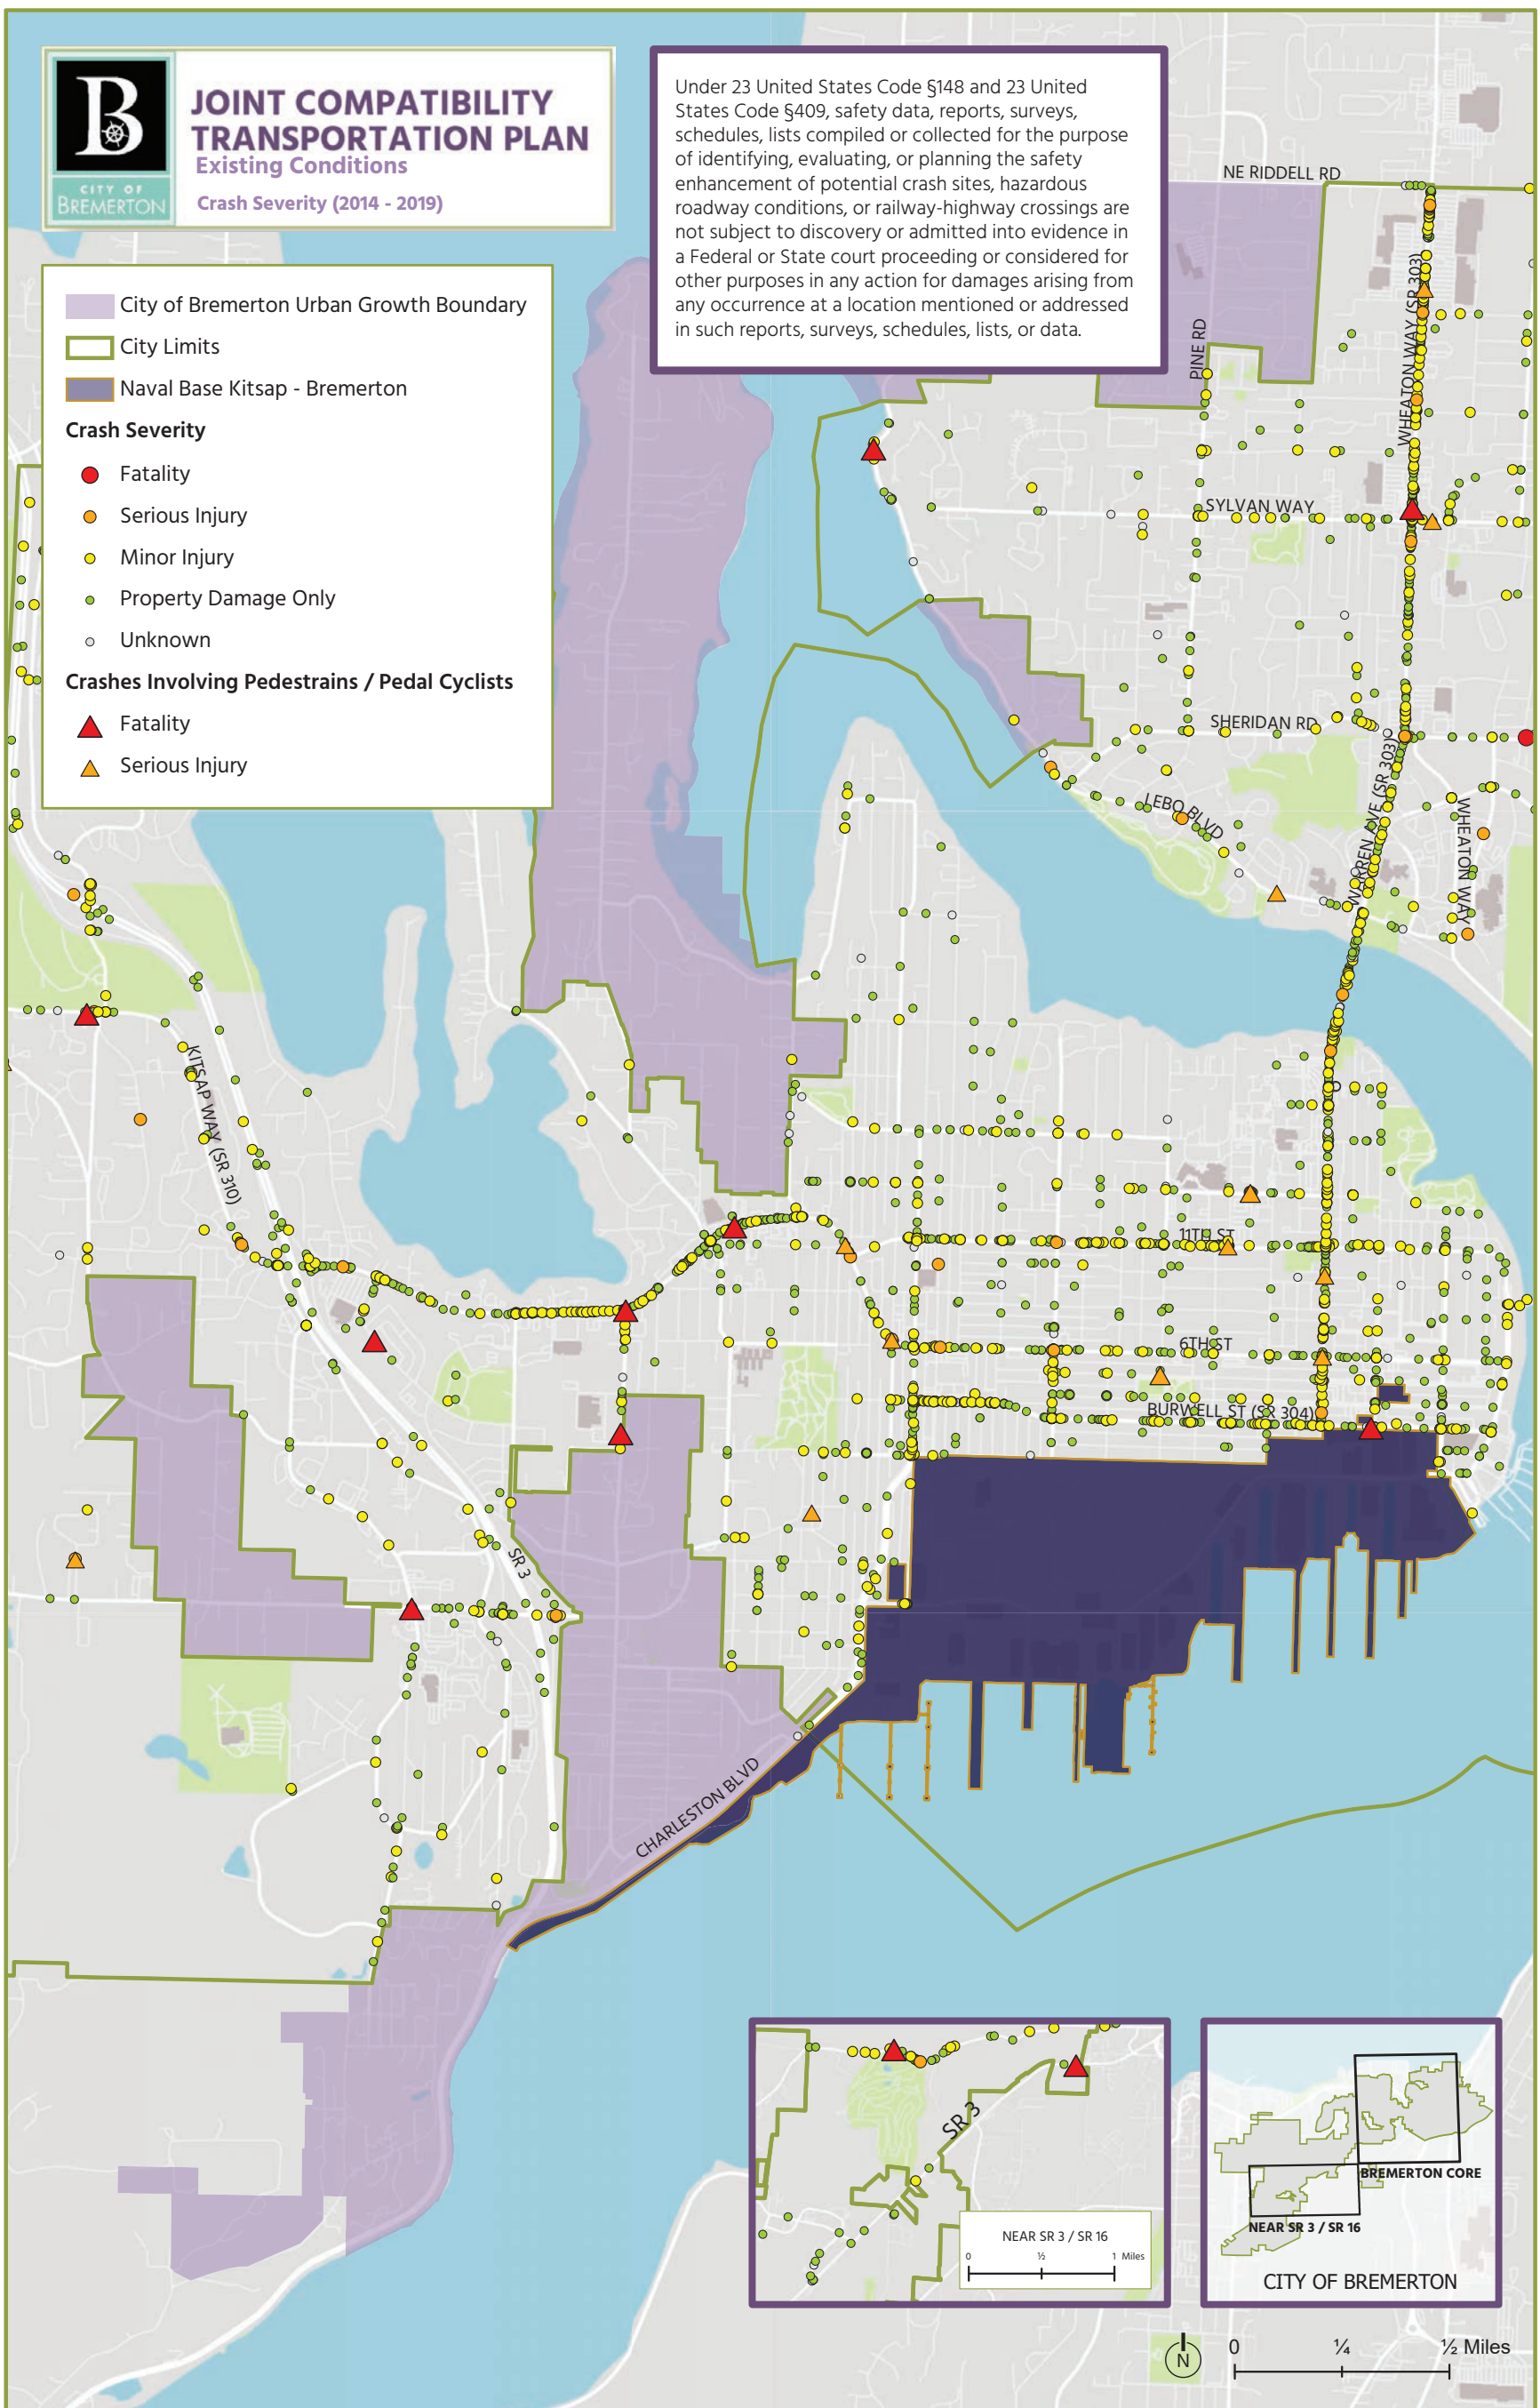 B
CITY OF
BREMERTON
JOINT COMPATIBILITY
TRANSPORTATION PLAN
Existing Conditions
Crash Severity (2014 - 2019)
Under 23 United States Code §148 and 23 United
States Code §409, safety data, reports, surveys,
schedules, lists compiled or collected for the purpose
of identifying, evaluating, or planning the safety
enhancement of potential crash sites, hazardous
roadway conditions, or railway-highway crossings are
not subject to discovery or admitted into evidence in
a Federal or State court proceeding or considered for
other purposes in any action for damages arising from
any occurrence at a location mentioned or addressed
in such reports, surveys, schedules, lists, or data.
City of Bremerton Urban Growth Boundary
City Limits
Naval Base Kitsap - Bremerton
Crash Severity
Fatality
Serious Injury
Minor Injury
Property Damage Only
Unknown
Crashes Involving Pedestrains / Pedal Cyclists
Fatality
Serious Injury
NE RIDDELL RD
PINE RD
WHEATON WAY (SR 303)
SYLVAN WAY
SHERIDAN RD
WARREN AVE (SR 303)
LEBO BLVD
WHEATON WAY
KITSAP WAY (SR 310)
11TH ST
6TH ST
BURWELL ST (SR 304)
SR 3
CHARLESTON BLVD
SR 3
NEAR SR 3 / SR 16
0 ½ 1 Miles
BREMERTON CORE
NEAR SR 3 / SR 16
CITY OF BREMERTON
N
0 ¼ ½ Miles